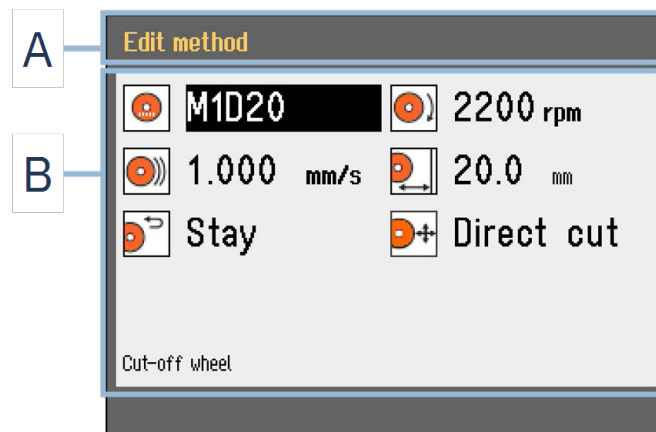 A
Edit method
B
M1D20 2200 rpm
1.000 mm/s 20.0 mm
Stay Direct cut
Cut-off wheel